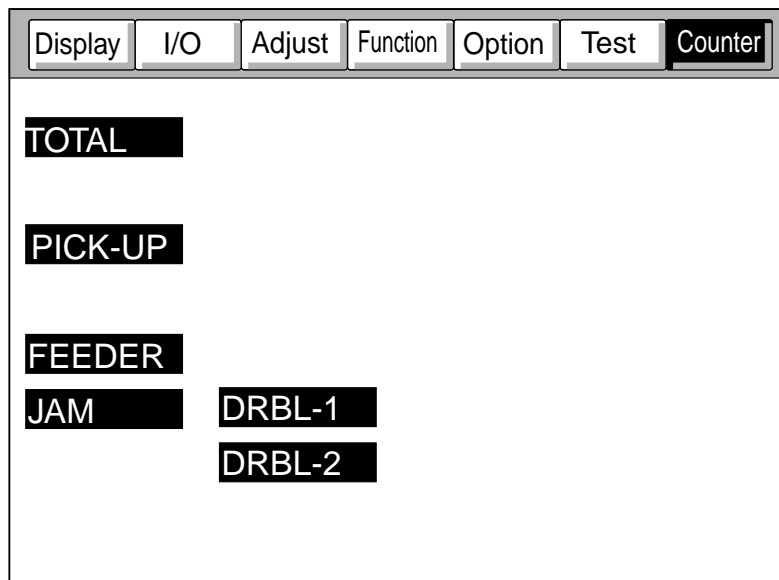 Display I/O Adjust Function Option Test Counter
TOTAL
PICK-UP
FEEDER
JAM DRBL-1
DRBL-2